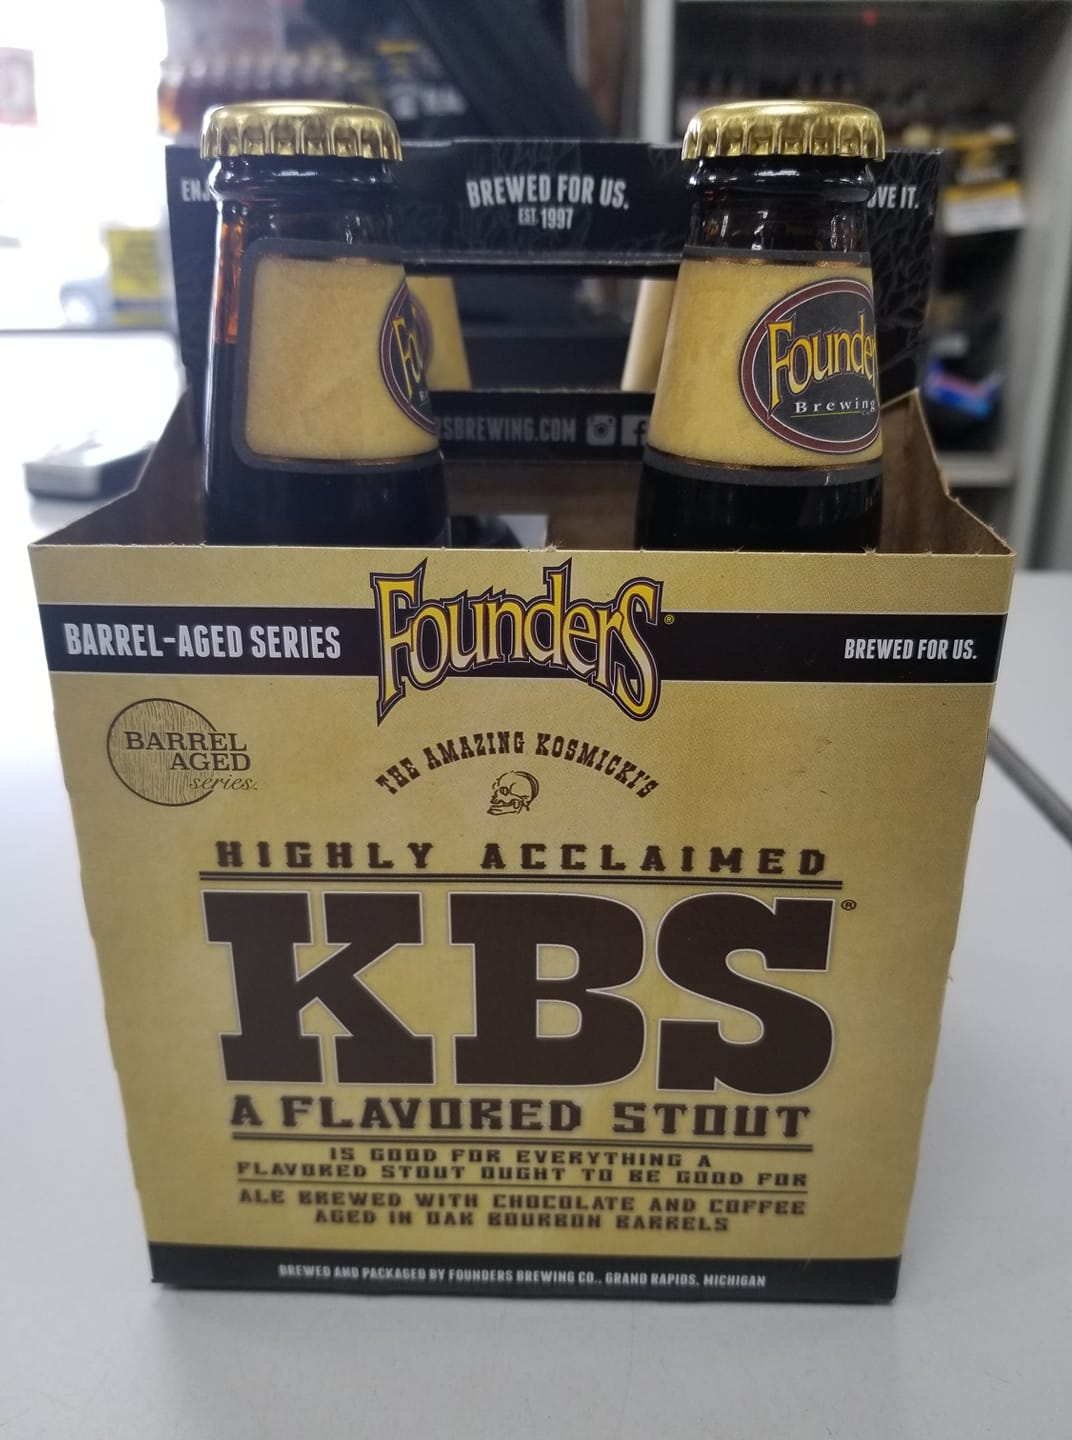 BREWED FOR US.
EST. 1997
VE IT.
Brewing
BREWING.COM
BARREL-AGED SERIES
Founders®
BREWED FOR US.
BARREL
AGED
series.
THE AMAZING KOSMICKI'S
HIGHLY ACCLAIMED
KBS®
A FLAVORED STOUT
IS GOOD FOR EVERYTHING A
FLAVORED STOUT OUGHT TO BE GOOD FOR
ALE BREWED WITH CHOCOLATE AND COFFEE
AGED IN OAK BOURBON BARRELS
BREWED AND PACKAGED BY FOUNDERS BREWING CO., GRAND RAPIDS, MICHIGAN